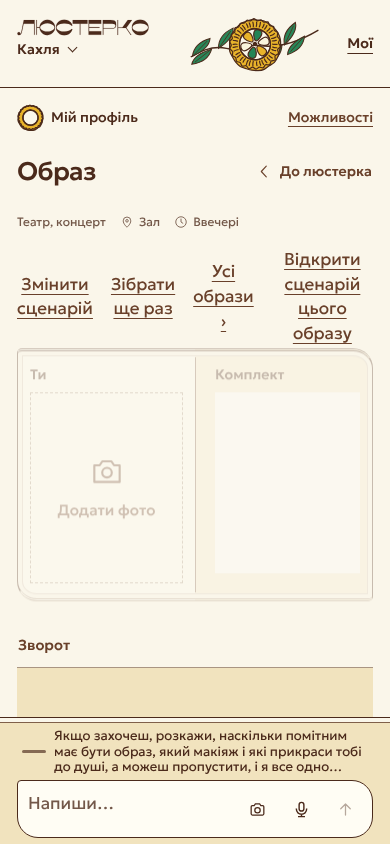 ЛЮСТЕРКО
Кахля
Мої
Мій профіль
Можливості
Образ
До люстерка
Театр, концерт
Зал
Ввечері
Змінити
сценарій
Зібрати
ще раз
Усі
образи
›
Відкрити
сценарій
цього
образу
Ти
Комплект
Додати фото
Зворот
Якщо захочеш, розкажи, наскільки помітним
має бути образ, який макіяж і які прикраси тобі
до душі, а можеш пропустити, і я все одно…
Напиши…